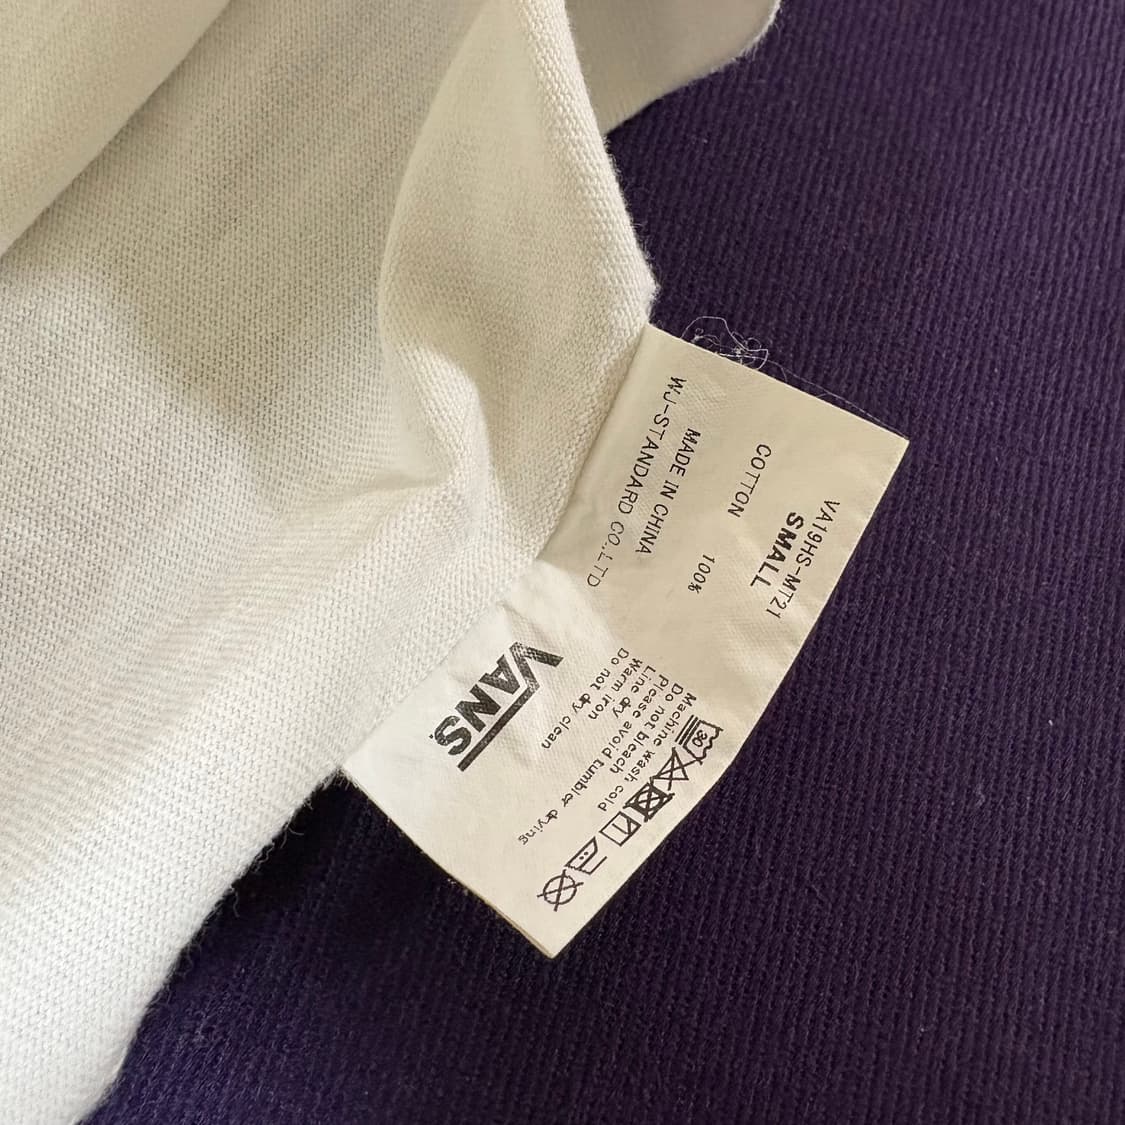 VA19HS-MT21
SMALL
COTTON 100%
MADE IN CHINA
WJ-STANDARD CO.,LTD
30
Machine wash cold
Do not bleach
Please avoid tumbler drying
Line dry
Warm iron
Do not dry clean
VANS